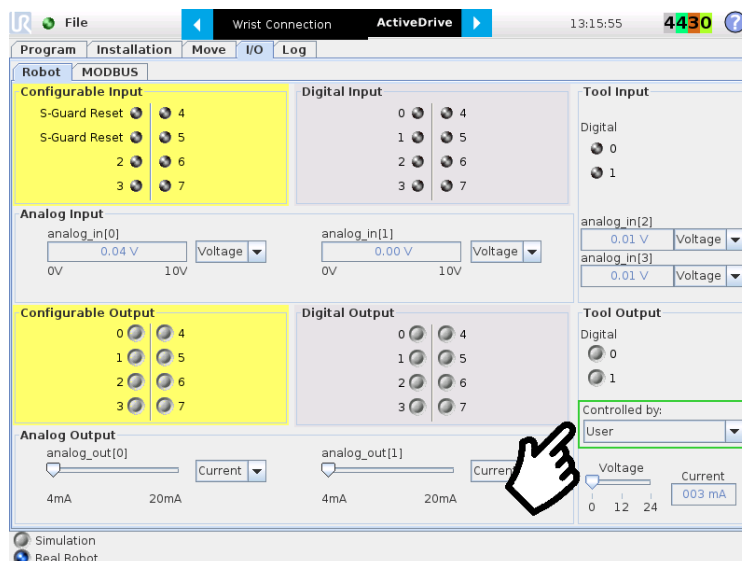 File
Wrist Connection ActiveDrive
13:15:55
4430
?
Program Installation Move I/O Log
Robot MODBUS
Configurable Input
S-Guard Reset 4
S-Guard Reset 5
2 6
3 7
Digital Input
0 4
1 5
2 6
3 7
Tool Input
Digital
0
1
Analog Input
analog_in[0]
0.04 V Voltage
0V 10V
analog_in[1]
0.00 V Voltage
0V 10V
analog_in[2]
0.01 V Voltage
analog_in[3]
0.01 V Voltage
Configurable Output
0 4
1 5
2 6
3 7
Digital Output
0 4
1 5
2 6
3 7
Tool Output
Digital
0
1
Controlled by:
User
Analog Output
analog_out[0]
Current
4mA 20mA
analog_out[1]
Curren
4mA 20mA
Voltage
0 12 24
Current
003 mA
Simulation
Real Robot